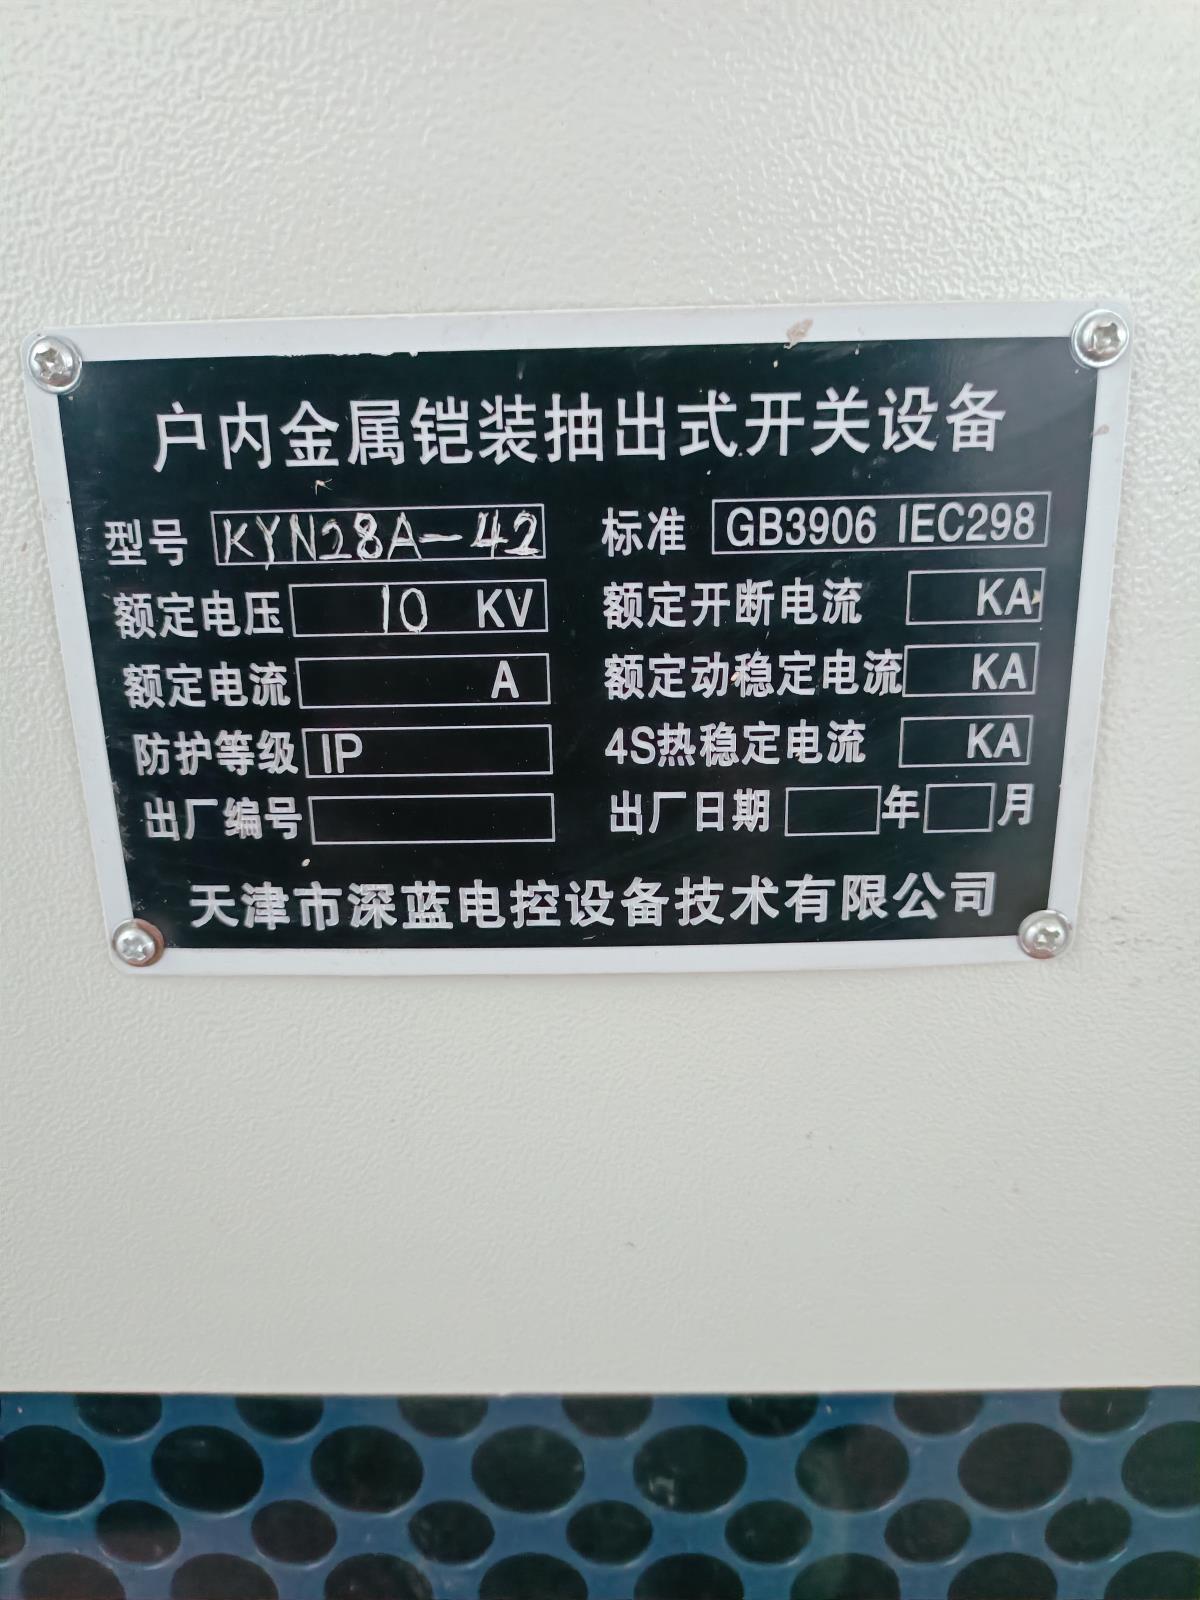 户内金属铠装抽出式开关设备
型号 KYN28A-42 标准 GB3906 IEC298
额定电压 10 KV 额定开断电流 KA
额定电流 A 额定动稳定电流 KA
防护等级 IP 4S热稳定电流 KA
出厂编号 出厂日期 年 月
天津市深蓝电控设备技术有限公司